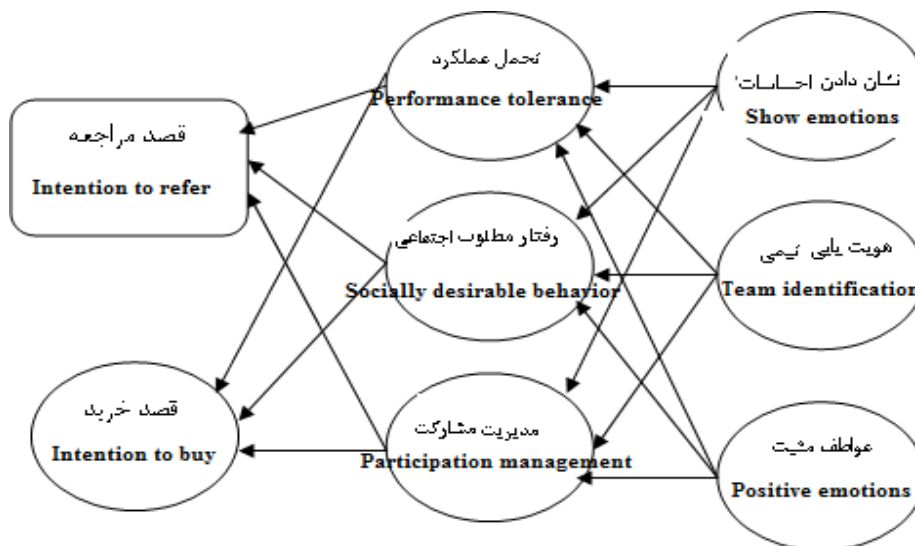 تحمل عملکرد
Performance tolerance
نشان دادن احساسات
Show emotions
قصد مراجعه
Intention to refer
رفتار مطلوب اجتماعی
Socially desirable behavior
هویت یابی تیمی
Team identification
قصد خرید
Intention to buy
مدیریت مشارکت
Participation management
عواطف مثبت
Positive emotions